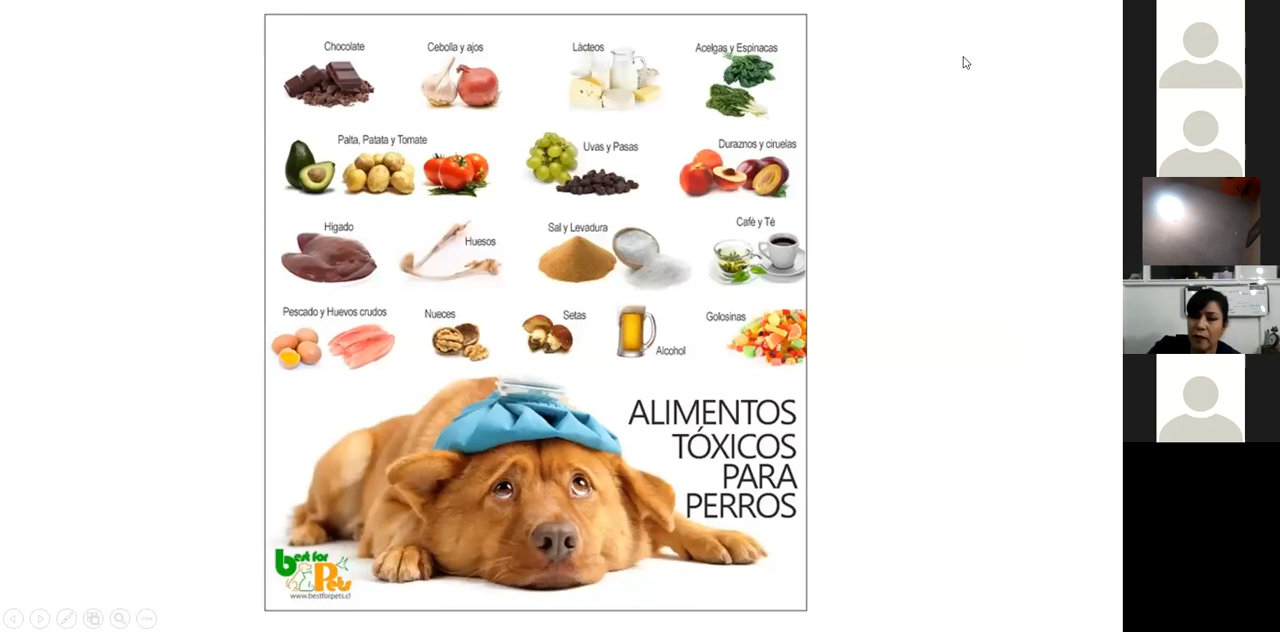 Chocolate
Cebolla y ajos
Lácteos
Acelgas y Espinacas
Palta, Patata y Tomate
Uvas y Pasas
Duraznos y ciruelas
Hígado
Huesos
Sal y Levadura
Café y Té
Pescado y Huevos crudos
Nueces
Setas
Alcohol
Golosinas
ALIMENTOS
TÓXICOS
PARA
PERROS
best for
Pets
www.bestforpets.cl